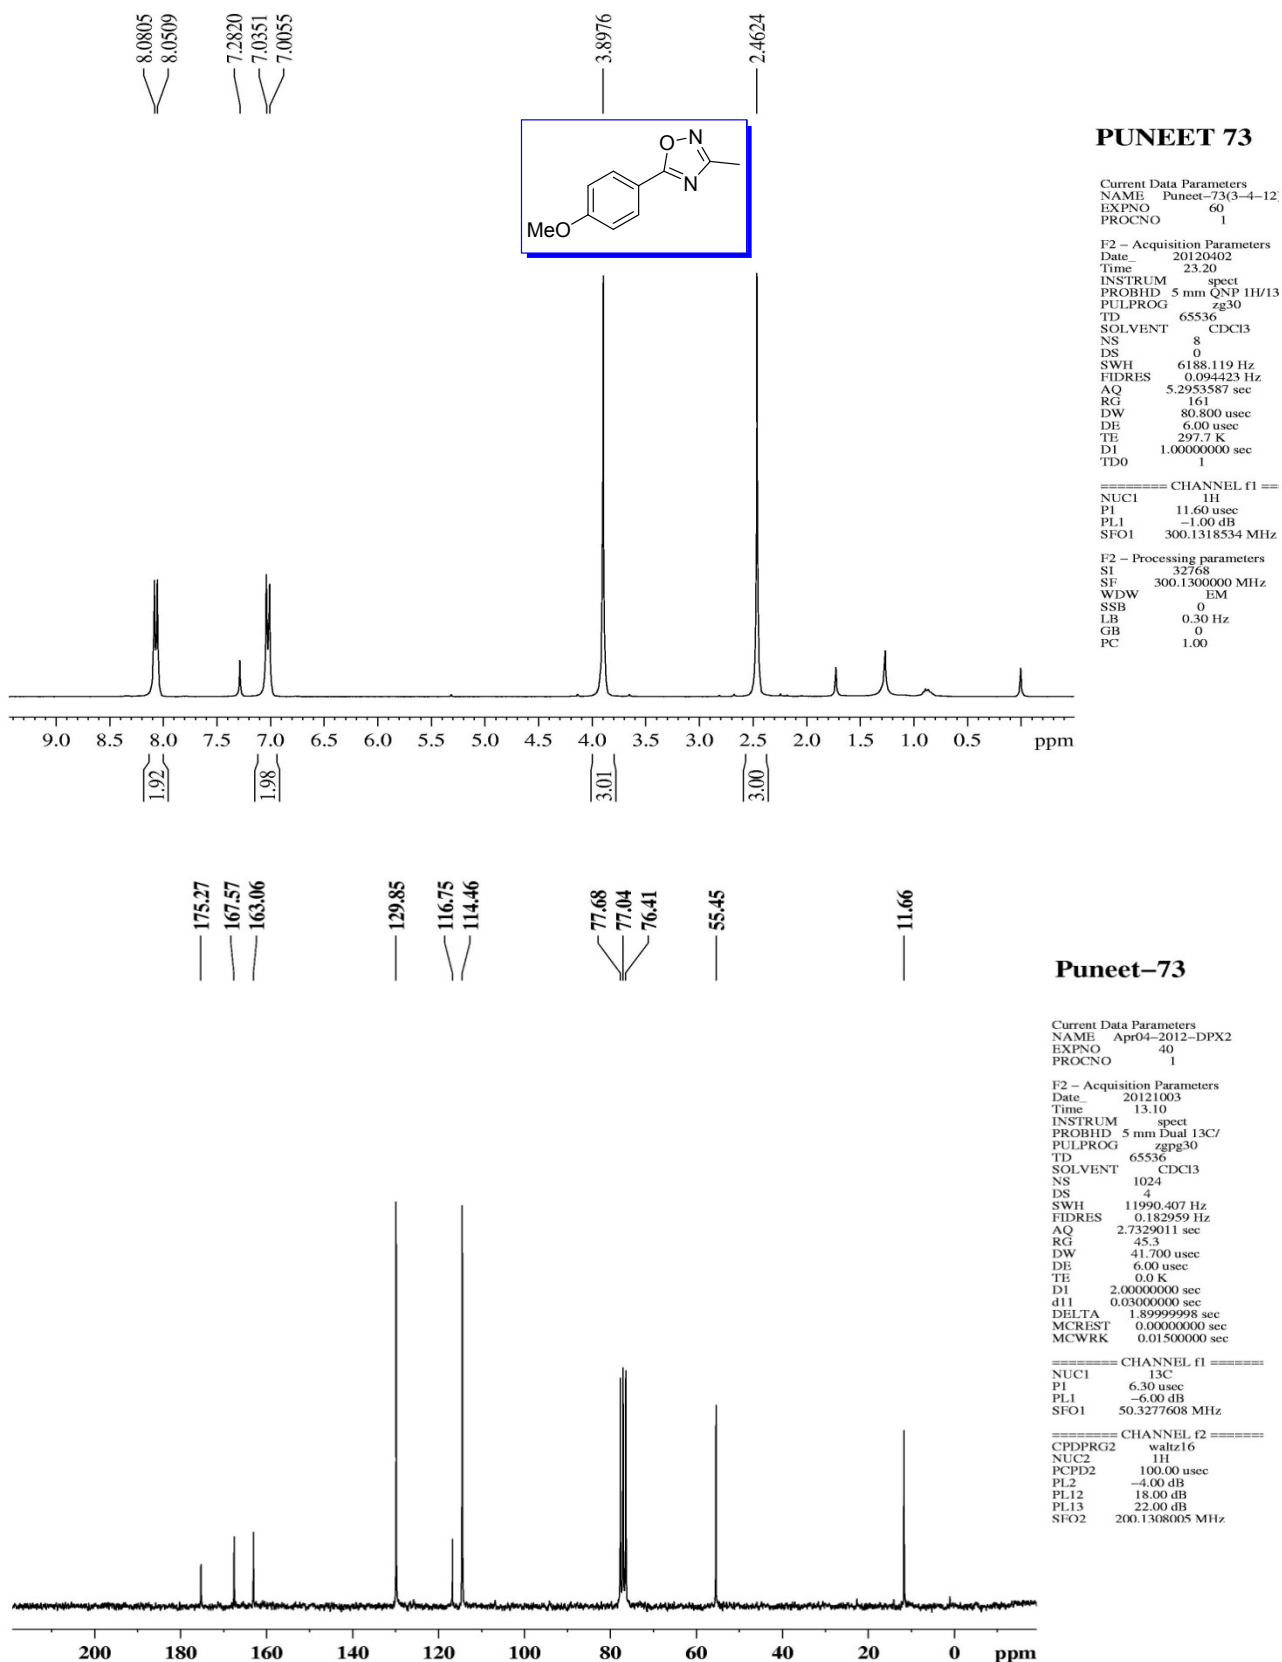 8.0805
8.0509
7.2820
7.0351
7.0055
3.8976
2.4624
O
N
N
MeO
PUNEET 73
Current Data Parameters
NAME Puneet-73(3-4-12)
EXPNO 60
PROCNO 1
F2 – Acquisition Parameters
Date_ 20120402
Time 23.20
INSTRUM spect
PROBHD 5 mm QNP 1H/13
PULPROG zg30
TD 65536
SOLVENT CDCl3
NS 8
DS 0
SWH 6188.119 Hz
FIDRES 0.094423 Hz
AQ 5.2953587 sec
RG 161
DW 80.800 usec
DE 6.00 usec
TE 297.7 K
D1 1.00000000 sec
TD0 1
======== CHANNEL f1 ==
NUC1 1H
P1 11.60 usec
PL1 -1.00 dB
SFO1 300.1318534 MHz
F2 – Processing parameters
SI 32768
SF 300.1300000 MHz
WDW EM
SSB 0
LB 0.30 Hz
GB 0
PC 1.00
9.0 8.5 8.0 7.5 7.0 6.5 6.0 5.5 5.0 4.5 4.0 3.5 3.0 2.5 2.0 1.5 1.0 0.5 ppm
1.92
1.98
3.01
3.00
175.27
167.57
163.06
129.85
116.75
114.46
77.68
77.04
76.41
55.45
11.66
Puneet-73
Current Data Parameters
NAME Apr04-2012-DPX2
EXPNO 40
PROCNO 1
F2 – Acquisition Parameters
Date_ 20121003
Time 13.10
INSTRUM spect
PROBHD 5 mm Dual 13C/
PULPROG zgpg30
TD 65536
SOLVENT CDCl3
NS 1024
DS 4
SWH 11990.407 Hz
FIDRES 0.182959 Hz
AQ 2.7329011 sec
RG 45.3
DW 41.700 usec
DE 6.00 usec
TE 0.0 K
D1 2.00000000 sec
d11 0.03000000 sec
DELTA 1.89999998 sec
MCREST 0.00000000 sec
MCWRK 0.01500000 sec
======== CHANNEL f1 =======
NUC1 13C
P1 6.30 usec
PL1 -6.00 dB
SFO1 50.3277608 MHz
======== CHANNEL f2 =======
CPDPRG2 waltz16
NUC2 1H
PCPD2 100.00 usec
PL2 -4.00 dB
PL12 18.00 dB
PL13 22.00 dB
SFO2 200.1308005 MHz
200 180 160 140 120 100 80 60 40 20 0 ppm